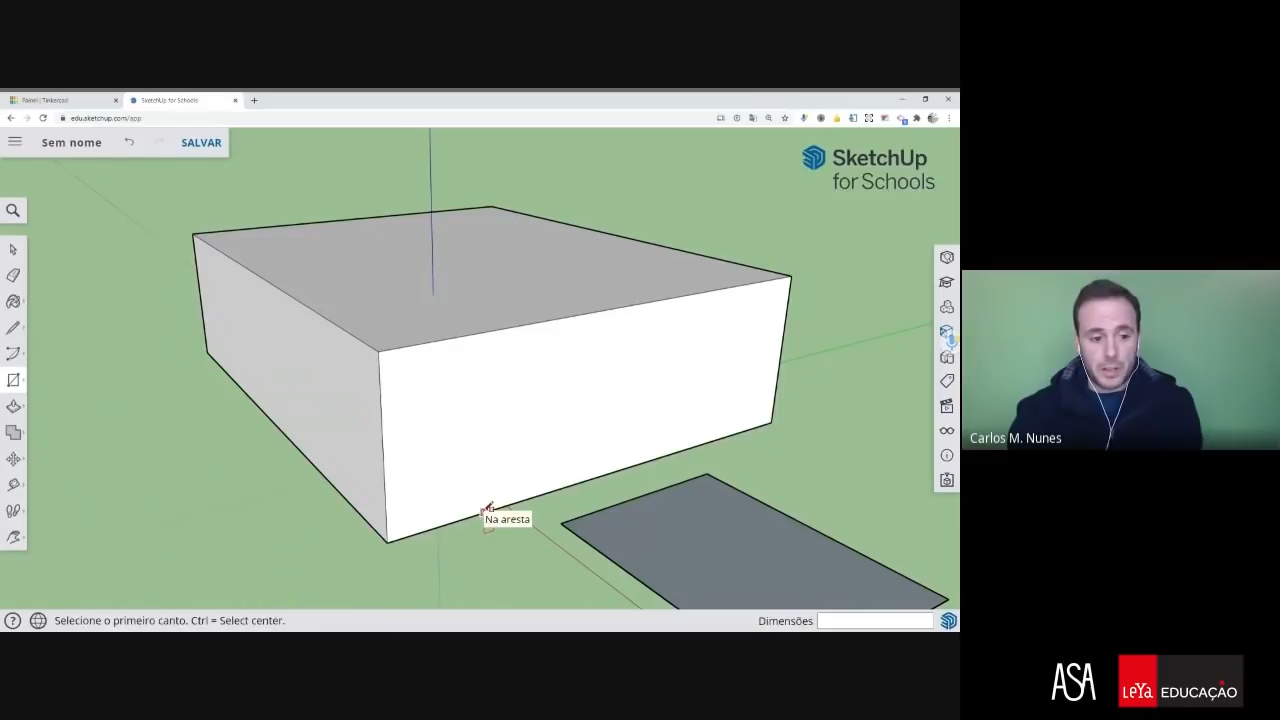 Painel | Tinkercad
SketchUp for Schools
edu.sketchup.com/app
Sem nome
SALVAR
SketchUp
for Schools
Na aresta
Carlos M. Nunes
Selecione o primeiro canto. Ctrl = Select center.
Dimensões
ASA
LeYa EDUCAÇÃO